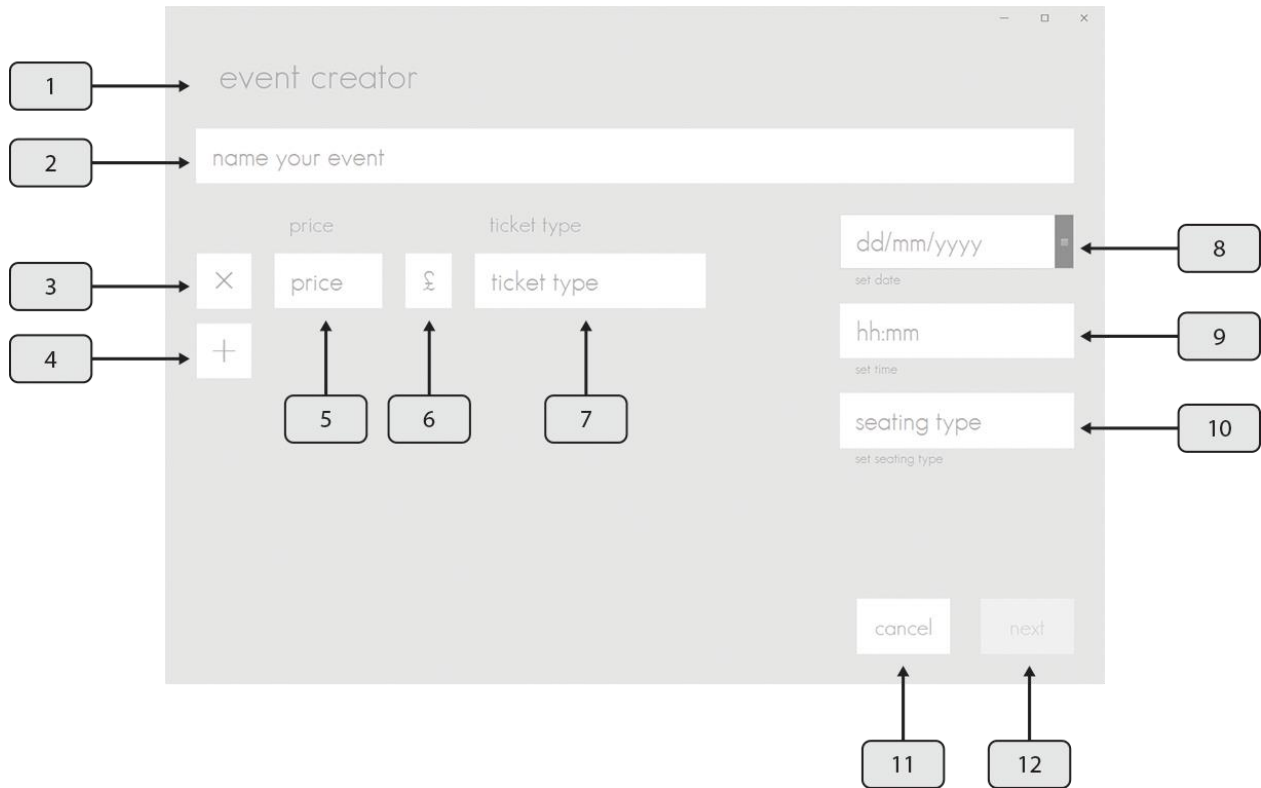 1
event creator
2
name your event
price
ticket type
dd/mm/yyyy
8
3
×
price
£
ticket type
set date
4
+
hh:mm
9
set time
5
6
7
seating type
10
set seating type
cancel
next
11
12